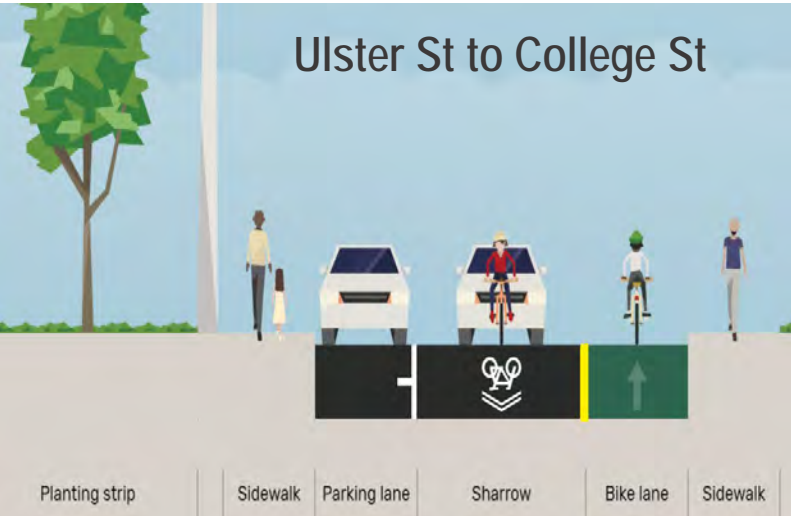 Ulster St to College St
Planting strip
Sidewalk
Parking lane
Sharrow
Bike lane
Sidewalk